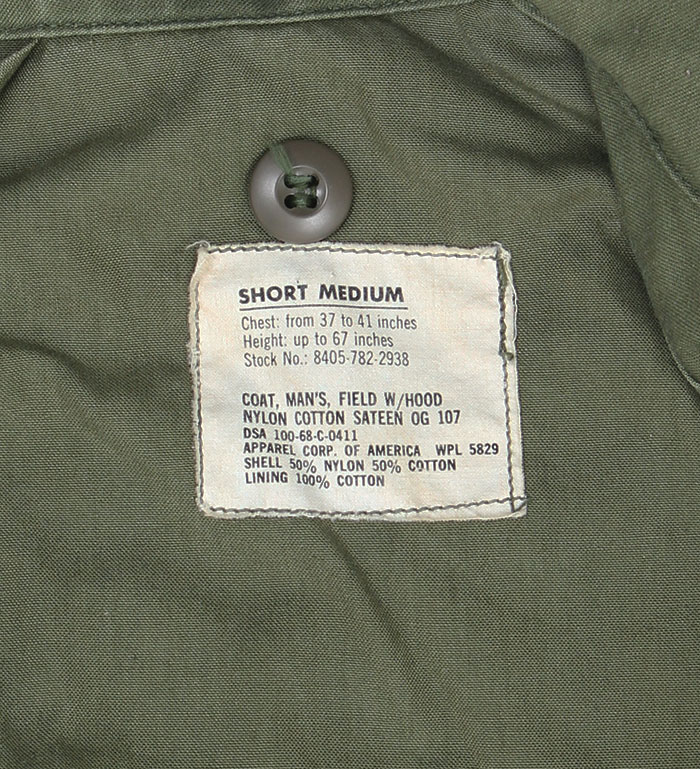 SHORT MEDIUM
Chest: from 37 to 41 inches
Height: up to 67 inches
Stock No.: 8405-782-2938
COAT, MAN'S, FIELD W/HOOD
NYLON COTTON SATEEN OG 107
DSA 100-68-C-0411
APPAREL CORP. OF AMERICA WPL 5829
SHELL 50% NYLON 50% COTTON
LINING 100% COTTON